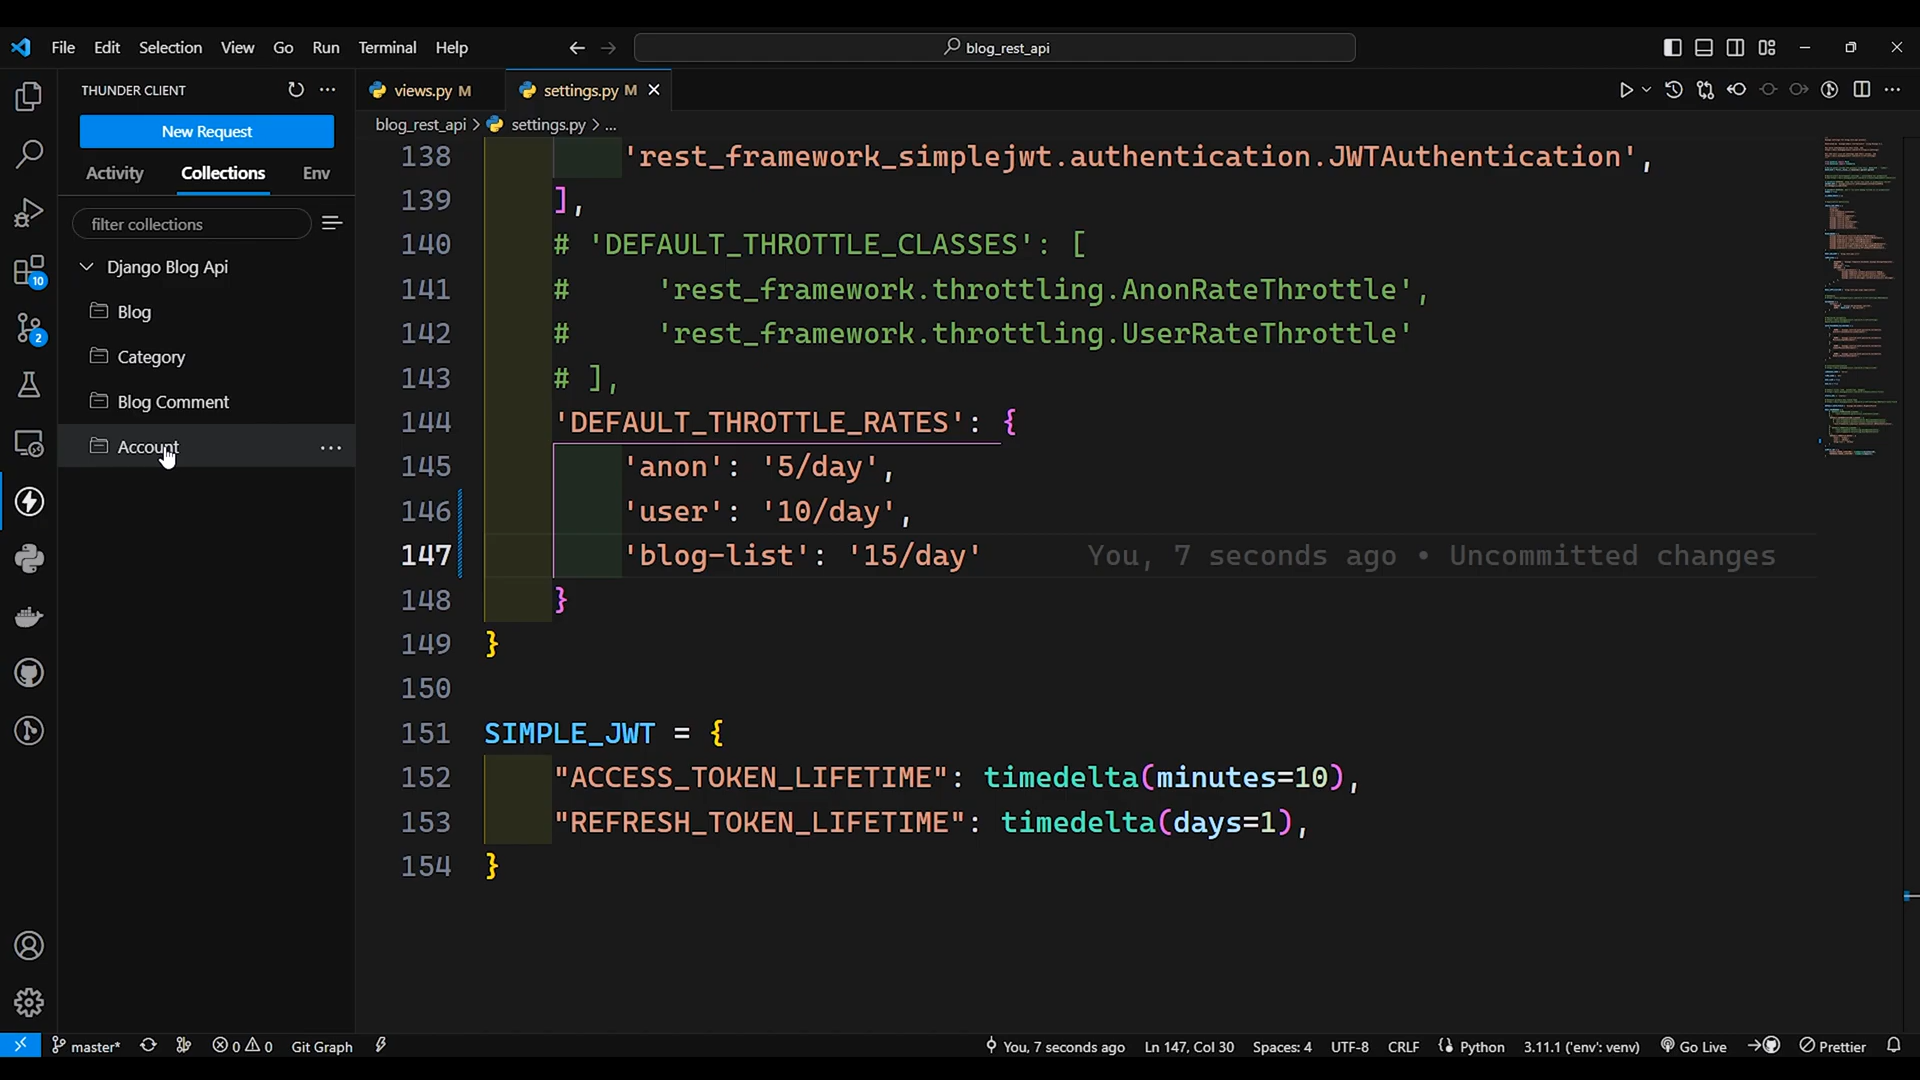 File Edit Selection View Go Run Terminal Help
blog_rest_api
THUNDER CLIENT
New Request
Activity Collections Env
filter collections
Django Blog Api
Blog
Category
Blog Comment
Account
10
2
views.py M
settings.py M
blog_rest_api > settings.py > ...
138 'rest_framework_simplejwt.authentication.JWTAuthentication',
139 ],
140 # 'DEFAULT_THROTTLE_CLASSES': [
141 # 'rest_framework.throttling.AnonRateThrottle',
142 # 'rest_framework.throttling.UserRateThrottle'
143 # ],
144 'DEFAULT_THROTTLE_RATES': {
145 'anon': '5/day',
146 'user': '10/day',
147 'blog-list': '15/day' You, 7 seconds ago • Uncommitted changes
148 }
149 }
150
151 SIMPLE_JWT = {
152 "ACCESS_TOKEN_LIFETIME": timedelta(minutes=10),
153 "REFRESH_TOKEN_LIFETIME": timedelta(days=1),
154 }
master* 0 0 Git Graph You, 7 seconds ago Ln 147, Col 30 Spaces: 4 UTF-8 CRLF Python 3.11.1 ('env': venv) Go Live Prettier